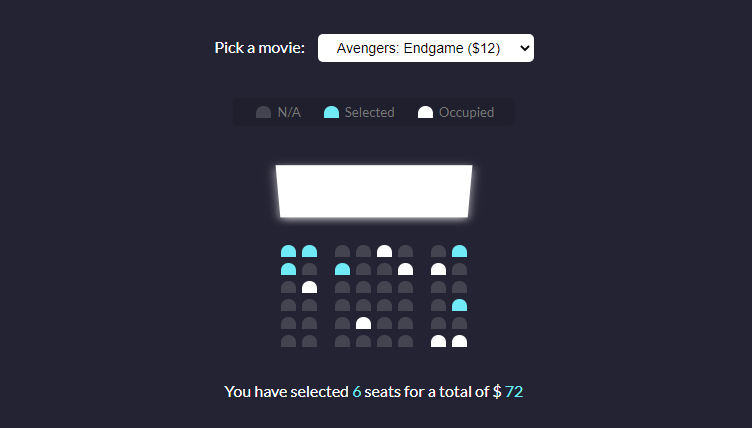 Pick a movie: Avengers: Endgame ($12)
N/A Selected Occupied
You have selected 6 seats for a total of $ 72